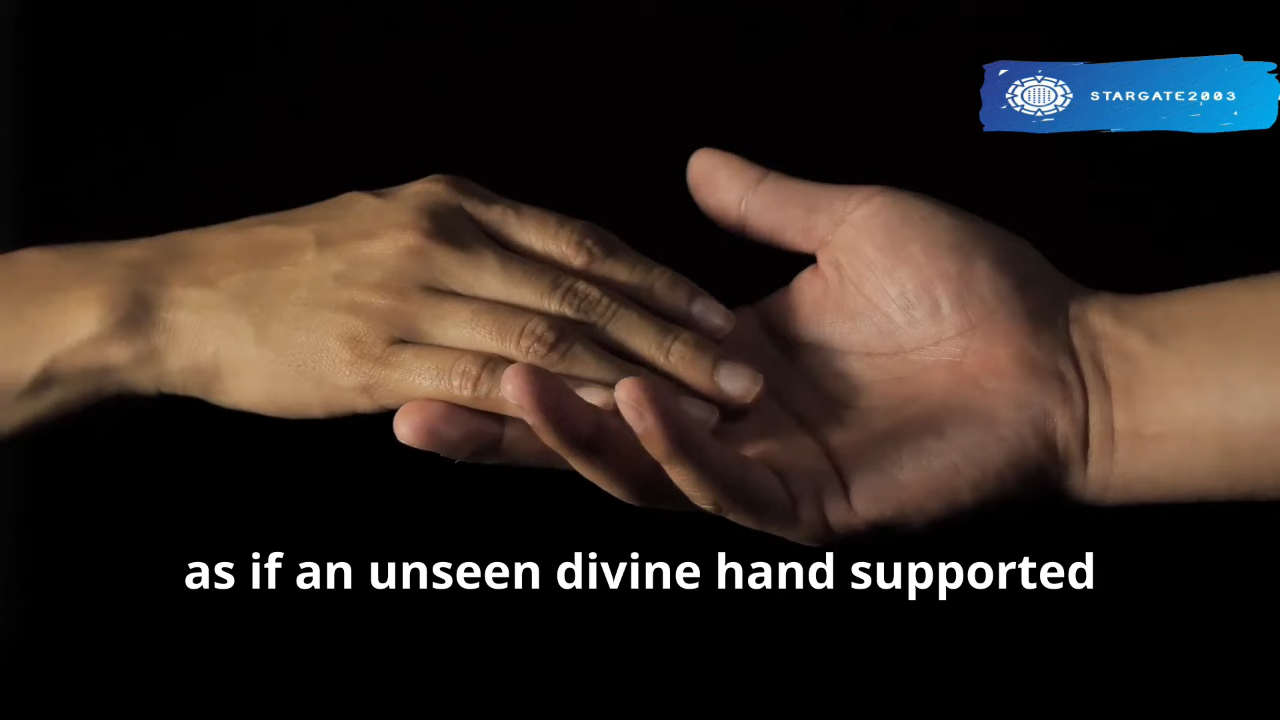 STARGATE2003
as if an unseen divine hand supported